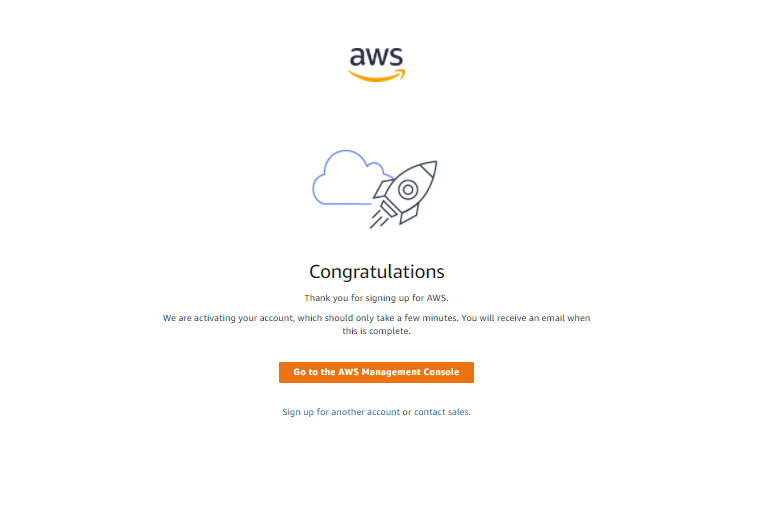 aws
Congratulations
Thank you for signing up for AWS.
We are activating your account, which should only take a few minutes. You will receive an email when
this is complete.
Go to the AWS Management Console
Sign up for another account or contact sales.